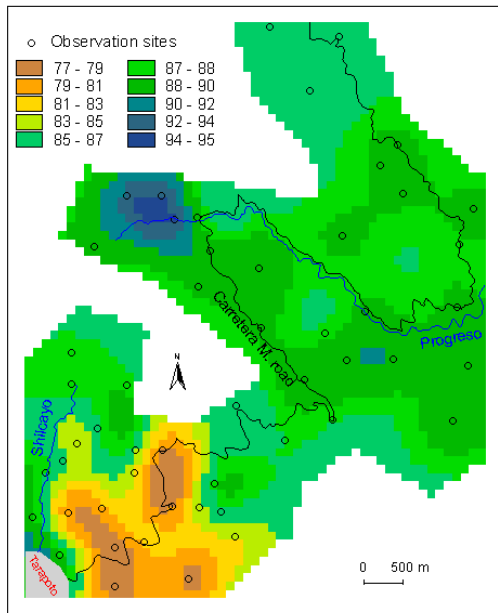 Observation sites
77 - 79
79 - 81
81 - 83
83 - 85
85 - 87
87 - 88
88 - 90
90 - 92
92 - 94
94 - 95
Carretera M. road
Progreso
N
Shilcayo
Tarapoto
0 500 m